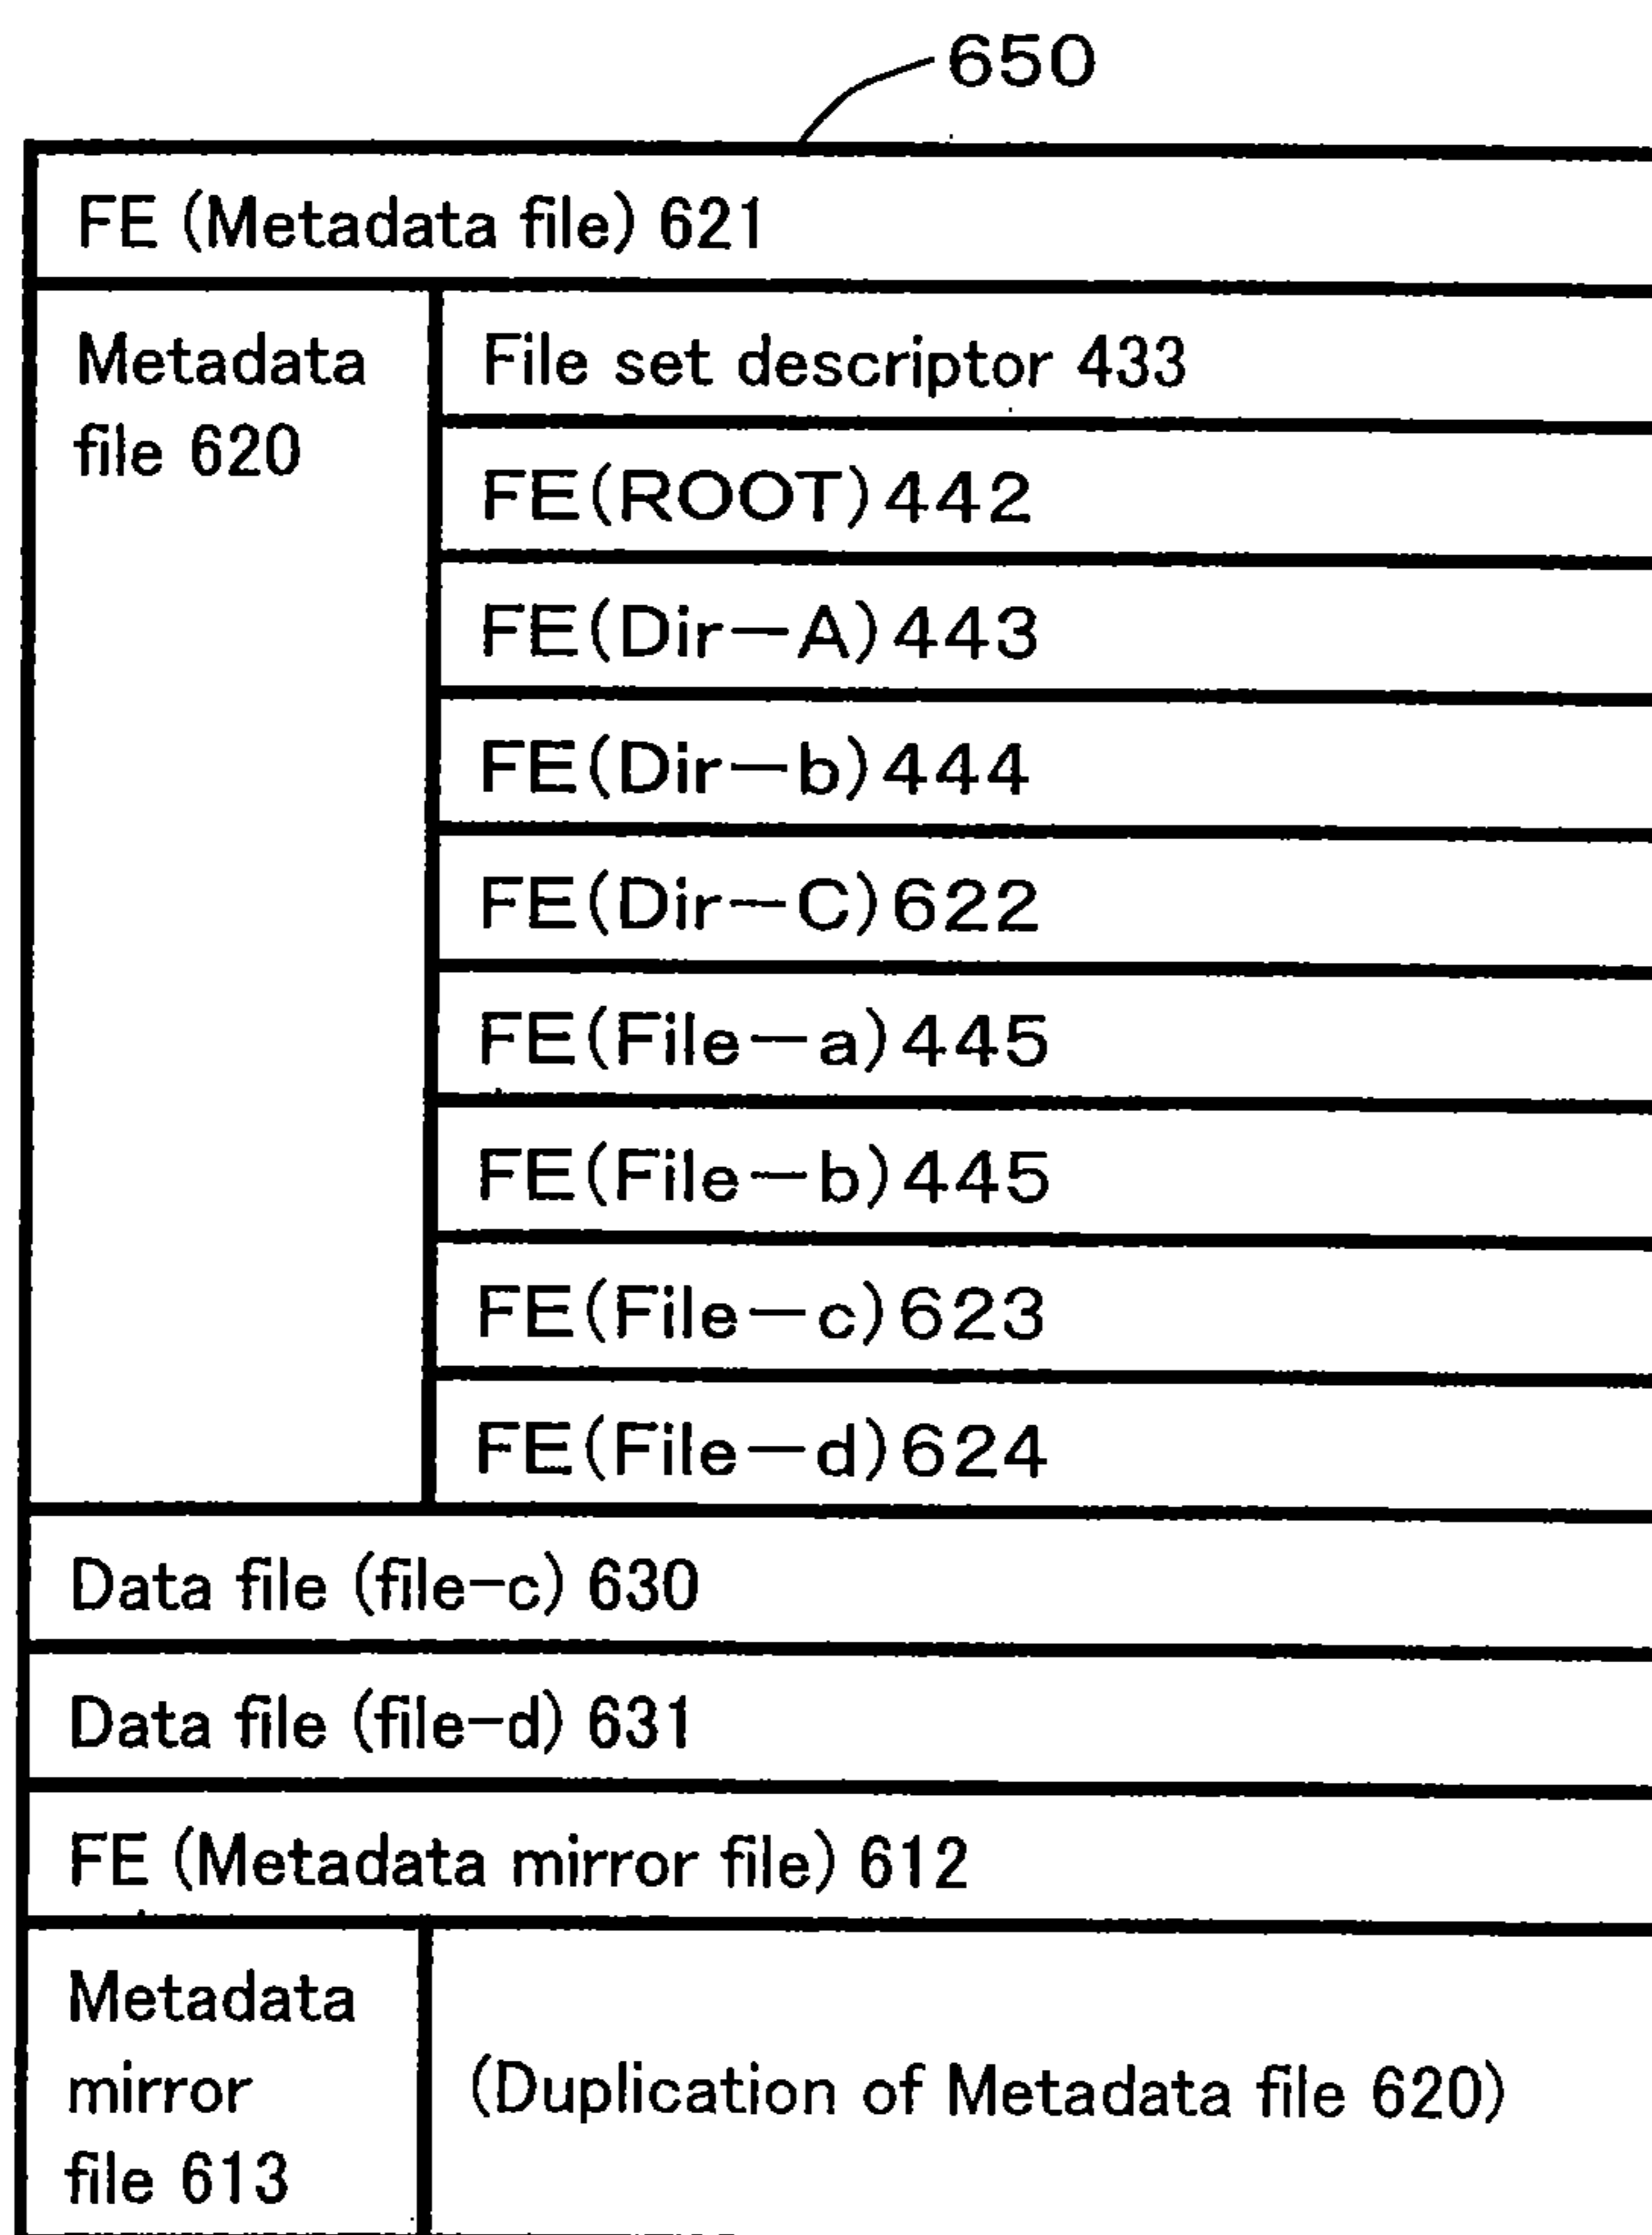 650
FE (Metadata file) 621
Metadata
file 620
File set descriptor 433
FE(ROOT)442
FE(Dir—A)443
FE(Dir—b)444
FE(Dir—C)622
FE(File—a)445
FE(File—b)445
FE(File—c)623
FE(File—d)624
Data file (file-c) 630
Data file (file-d) 631
FE (Metadata mirror file) 612
Metadata
mirror
file 613
(Duplication of Metadata file 620)